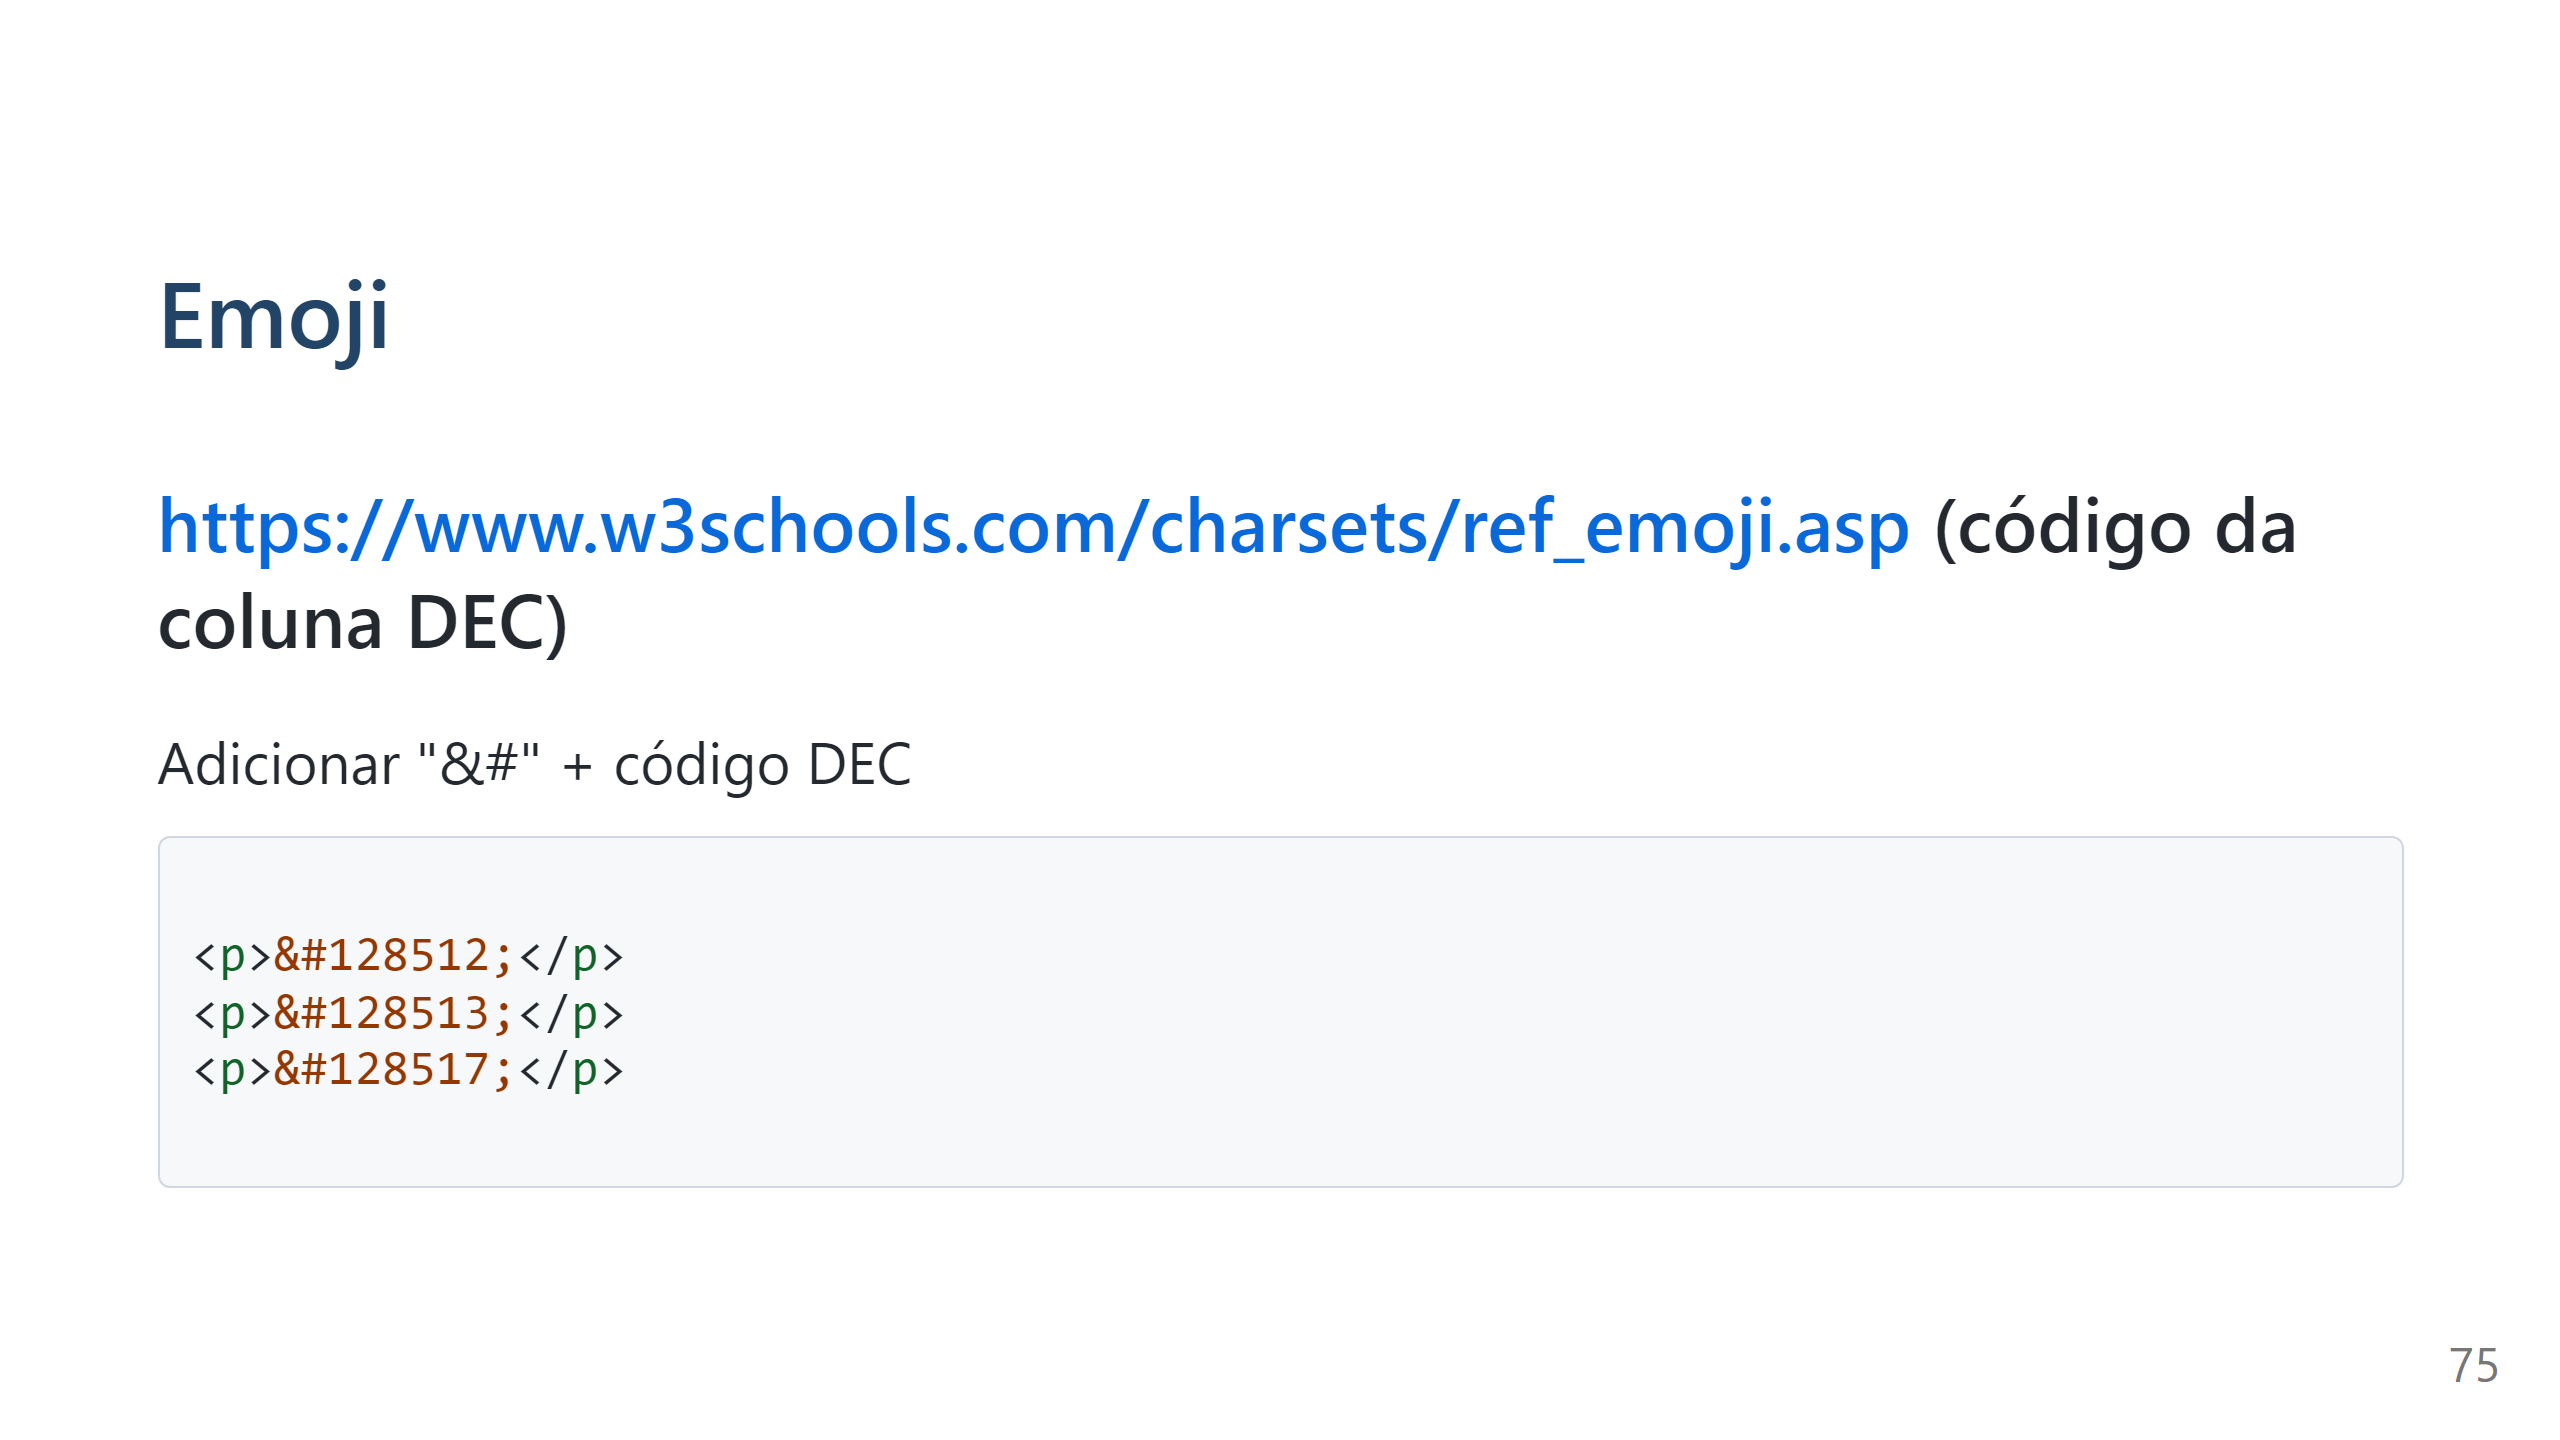 Emoji
https://www.w3schools.com/charsets/ref_emoji.asp (código da
coluna DEC)
Adicionar "&#" + código DEC
<p>&#128512;</p>
<p>&#128513;</p>
<p>&#128517;</p>
75